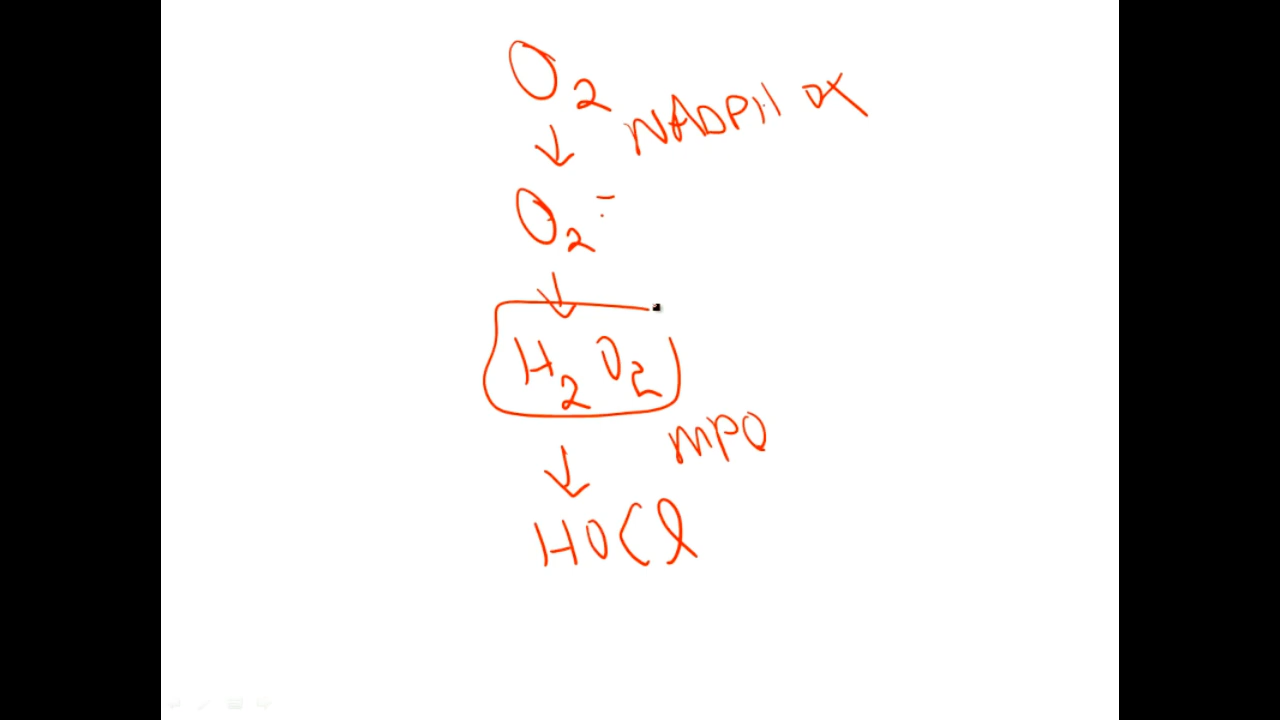 O₂
NADPH OX
↓
O₂∸
↓
H₂O₂
MPO
↓
HOCl